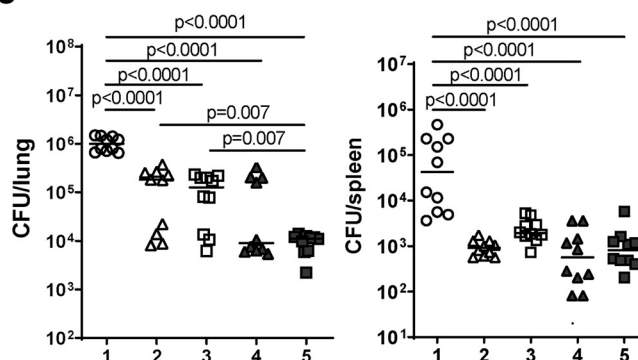 p<0.0001
p<0.0001
p<0.0001
p<0.0001
p=0.007
p=0.007
CFU/lung
10⁸
10⁷
10⁶
10⁵
10⁴
10³
10²
1 2 3 4 5
p<0.0001
p<0.0001
p<0.0001
p<0.0001
CFU/spleen
10⁷
10⁶
10⁵
10⁴
10³
10²
10¹
1 2 3 4 5